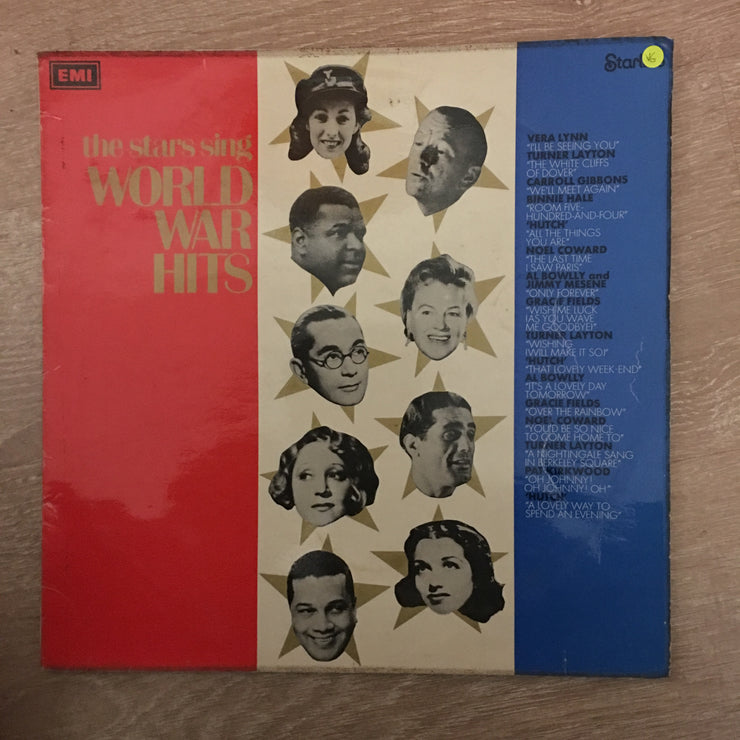 EMI
the stars sing
WORLD
WAR
HITS
VG
VERA LYNN
"I'LL BE SEEING YOU"
TURNER LAYTON
"THE WHITE CLIFFS
OF DOVER"
CARROLL GIBBONS
"WE'LL MEET AGAIN"
BINNIE HALE
"ROOM FIVE-
HUNDRED-AND-FOUR"
'HUTCH'
"ALL THE THINGS
YOU ARE"
NOEL COWARD
"THE LAST TIME
I SAW PARIS"
AL BOWLLY and
JIMMY MESENE
"ONLY FOREVER"
GRACIE FIELDS
"WISH ME LUCK
(AS YOU WAVE
ME GOODBYE)"
TURNER LAYTON
"WISHING
(WILL MAKE IT SO)"
'HUTCH'
"THAT LOVELY WEEK-END"
AL BOWLLY
"IT'S A LOVELY DAY
TOMORROW"
GRACIE FIELDS
"OVER THE RAINBOW"
NOEL COWARD
"YOU'D BE SO NICE
TO COME HOME TO"
TURNER LAYTON
"A NIGHTINGALE SANG
IN BERKELEY-SQUARE"
PAT KIRKWOOD
"OH JOHNNY!
OH JOHNNY! OH"
'HUTCH'
"A LOVELY WAY TO
SPEND AN EVENING"